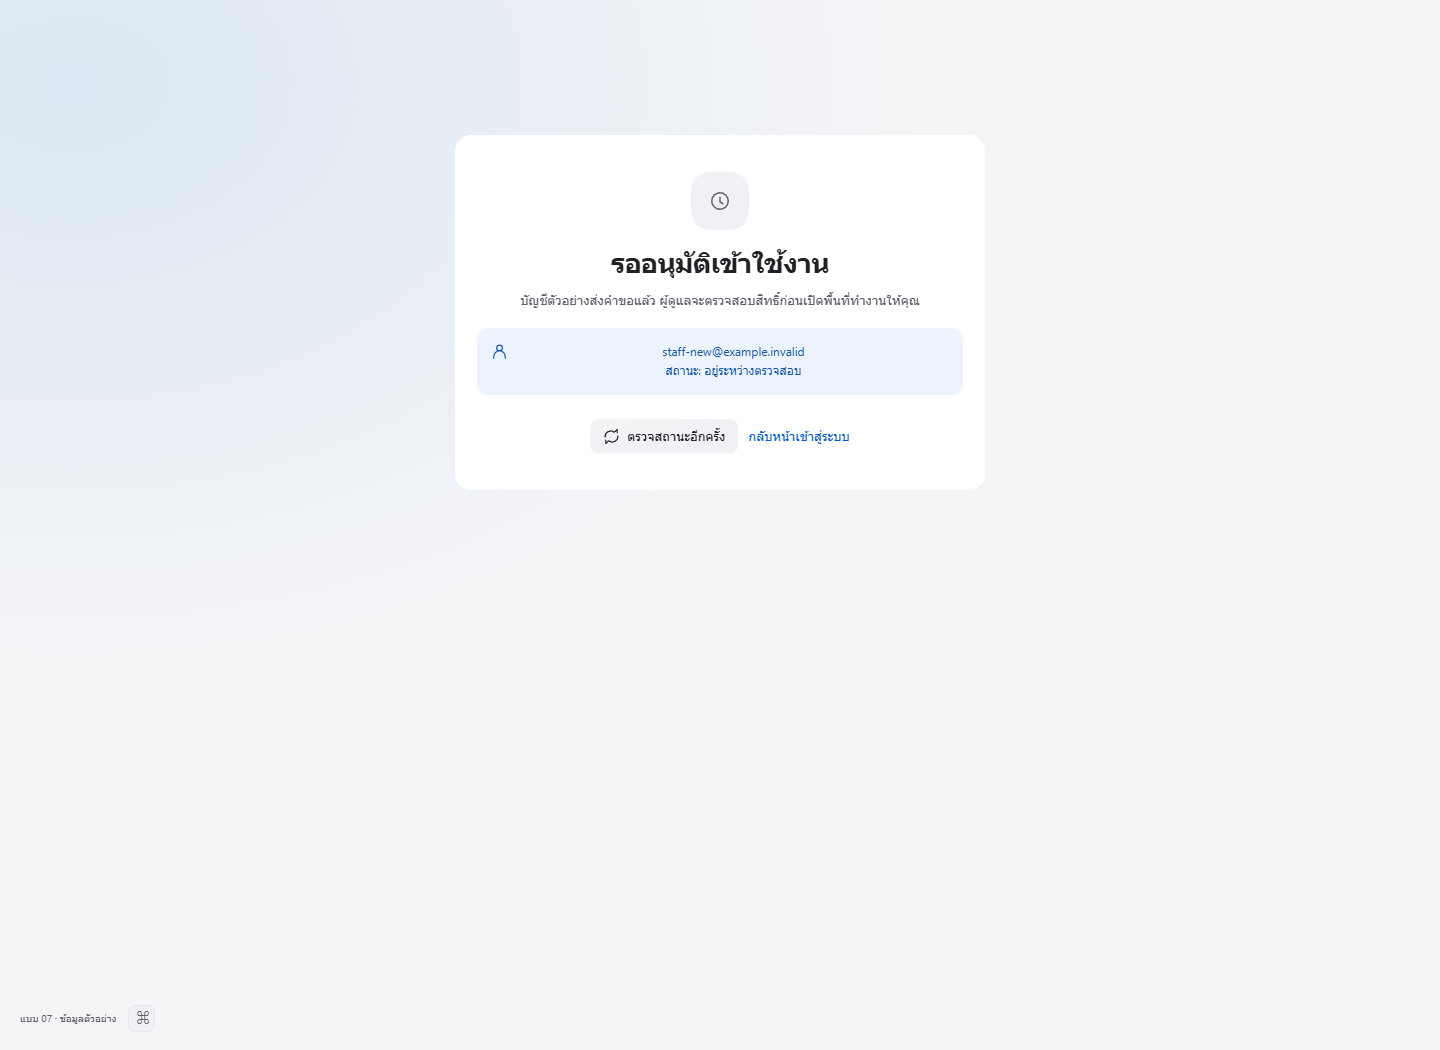 รออนุมัติเข้าใช้งาน
บัญชีตัวอย่างส่งคำขอแล้ว ผู้ดูแลจะตรวจสอบสิทธิ์ก่อนเปิดพื้นที่ทำงานให้คุณ
staff-new@example.invalid
สถานะ: อยู่ระหว่างตรวจสอบ
ตรวจสถานะอีกครั้ง กลับหน้าเข้าสู่ระบบ
แบบ 07 · ข้อมูลตัวอย่าง ⌘